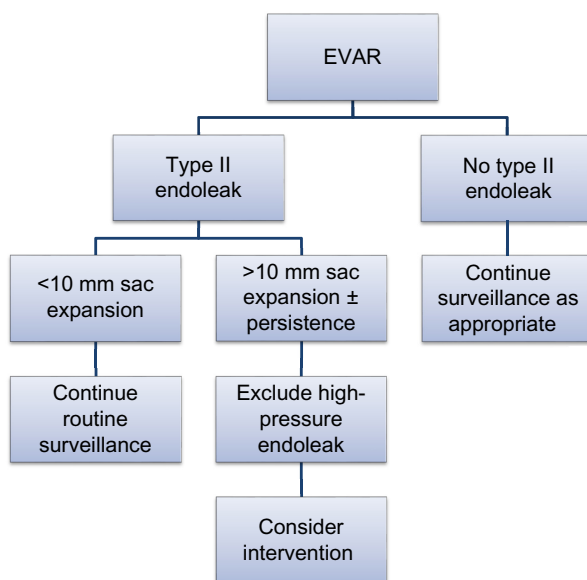 EVAR
Type II
endoleak
No type II
endoleak
<10 mm sac
expansion
>10 mm sac
expansion ±
persistence
Continue
surveillance as
appropriate
Continue
routine
surveillance
Exclude high-
pressure
endoleak
Consider
intervention